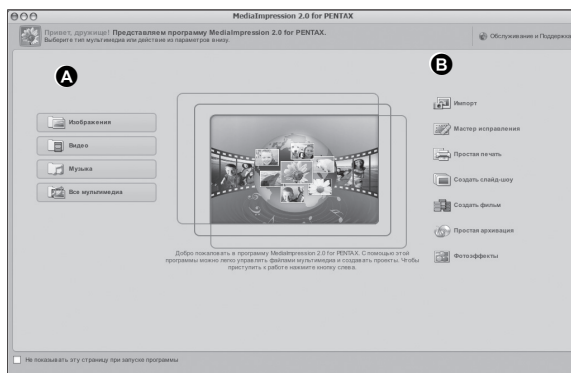 MediaImpression 2.0 for PENTAX
Привет, дружище! Представляем программу MediaImpression 2.0 for PENTAX.
Выберите тип мультимедиа или действие из параметров внизу.
Обслуживание и Поддержка
A
B
Изображения
Видео
Музыка
Все мультимедиа
Импорт
Мастер исправления
Простая печать
Создать слайд-шоу
Создать фильм
Простая архивация
Фотоэффекты
Добро пожаловать в программу MediaImpression 2.0 for PENTAX. С помощью этой
программы можно легко управлять файлами мультимедиа и создавать проекты. Чтобы
приступить к работе нажмите кнопку слева.
Не показывать эту страницу при запуске программы